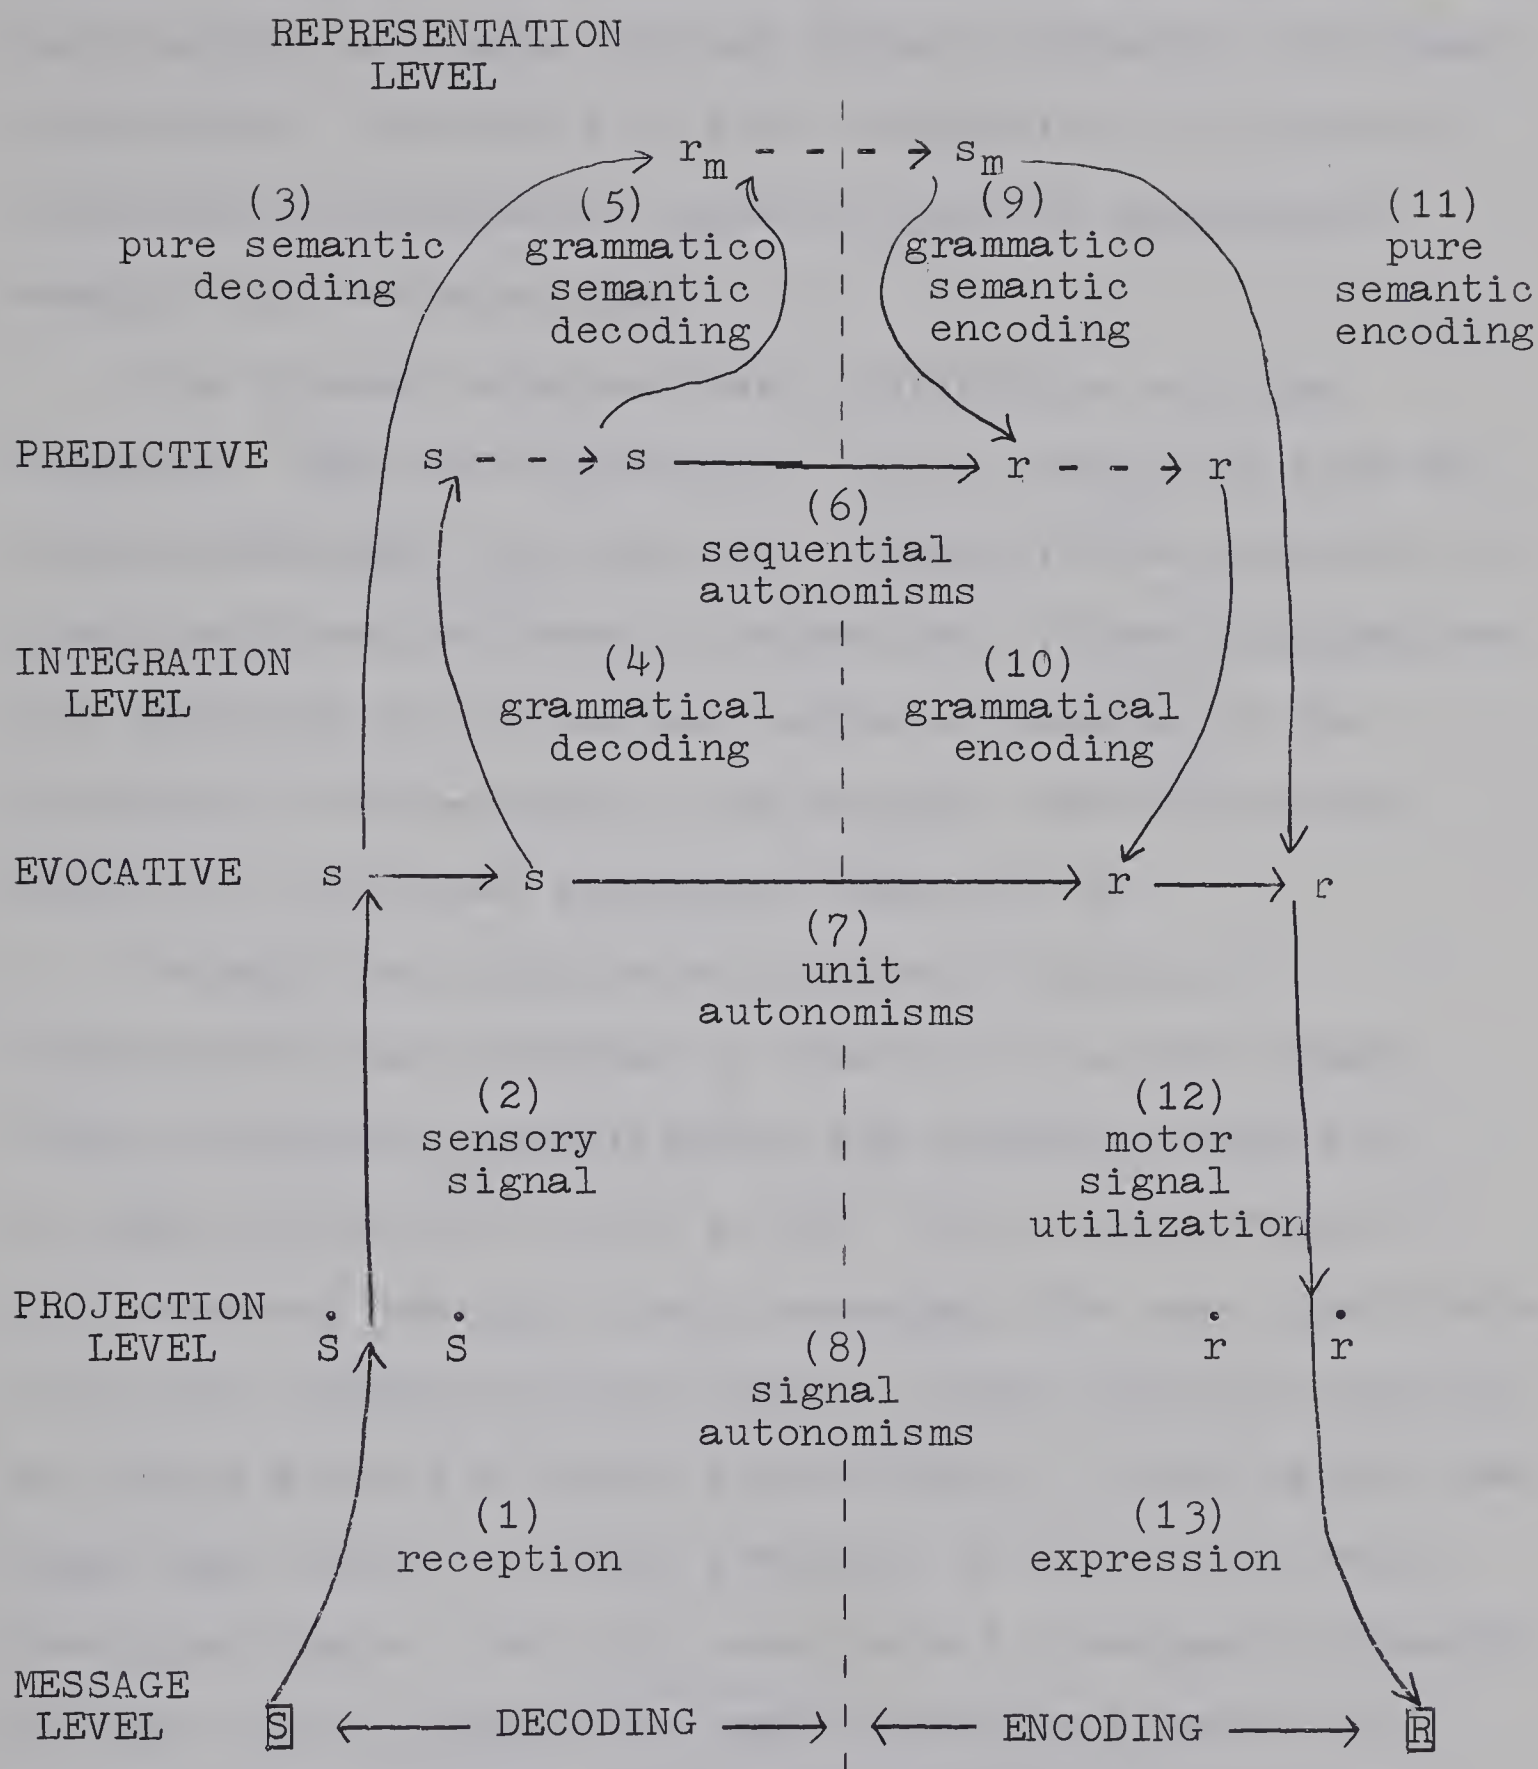 REPRESENTATION
LEVEL
r_m - - - -> s_m
(3) (5) (9) (11)
pure semantic grammatico grammatico pure
decoding semantic semantic semantic
decoding encoding encoding
PREDICTIVE s - - -> s → r - - -> r
(6)
sequential
autonomisms
INTEGRATION (4) (10)
LEVEL grammatical grammatical
decoding encoding
EVOCATIVE s → s → r → r
(7)
unit
autonomisms
(2) (12)
sensory motor
signal signal
utilization
PROJECTION
LEVEL ṡ ṡ (8) ṙ ṙ
signal
autonomisms
(1) (13)
reception expression
MESSAGE
LEVEL S ← DECODING → ← ENCODING → R